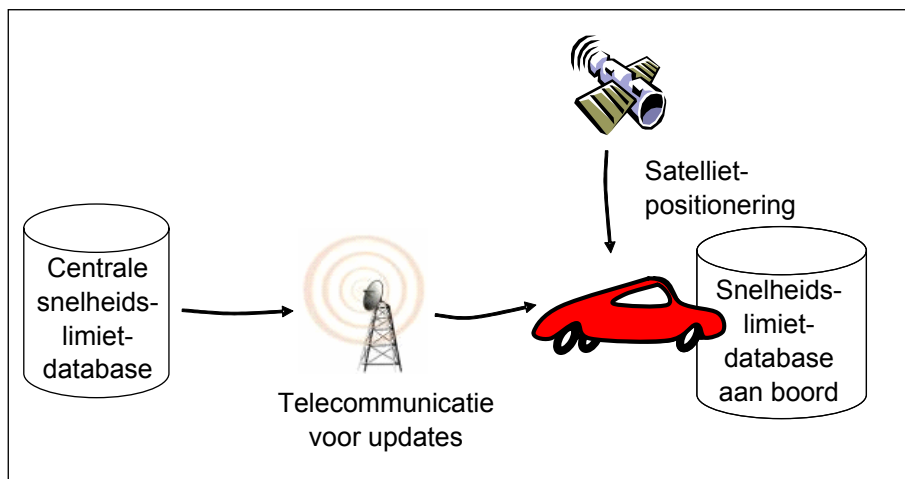 Satelliet-
positionering
Centrale
snelheids-
limiet-
database
Telecommunicatie
voor updates
Snelheids-
limiet-
database
aan boord